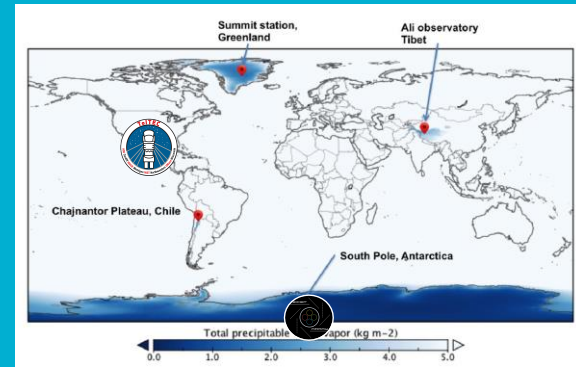 Summit station,
Greenland
Ali observatory
Tibet
Chajnantor Plateau, Chile
South Pole, Antarctica
Total precipitable vapor (kg m-2)
0.0 1.0 2.0 3.0 4.0 5.0